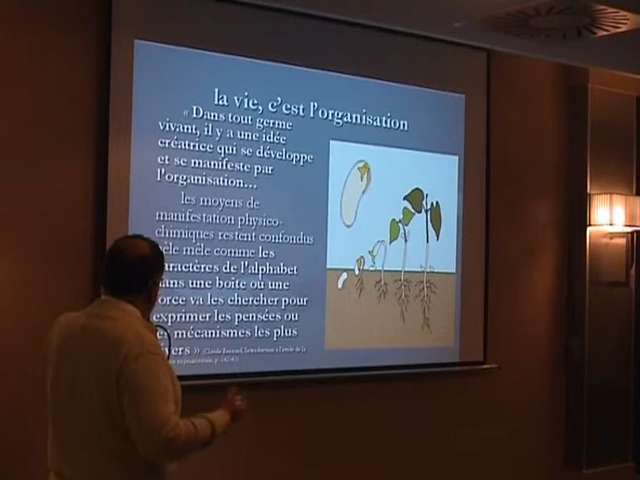 la vie, c'est l'organisation
« Dans tout germe
vivant, il y a une idée
créatrice qui se développe
et se manifeste par
l'organisation...
les moyens de
manifestation physico-
chimiques restent confondus
pêle mêle comme les
caractères de l'alphabet
dans une boîte où une
force va les chercher pour
exprimer les pensées ou
mécanismes les plus
»